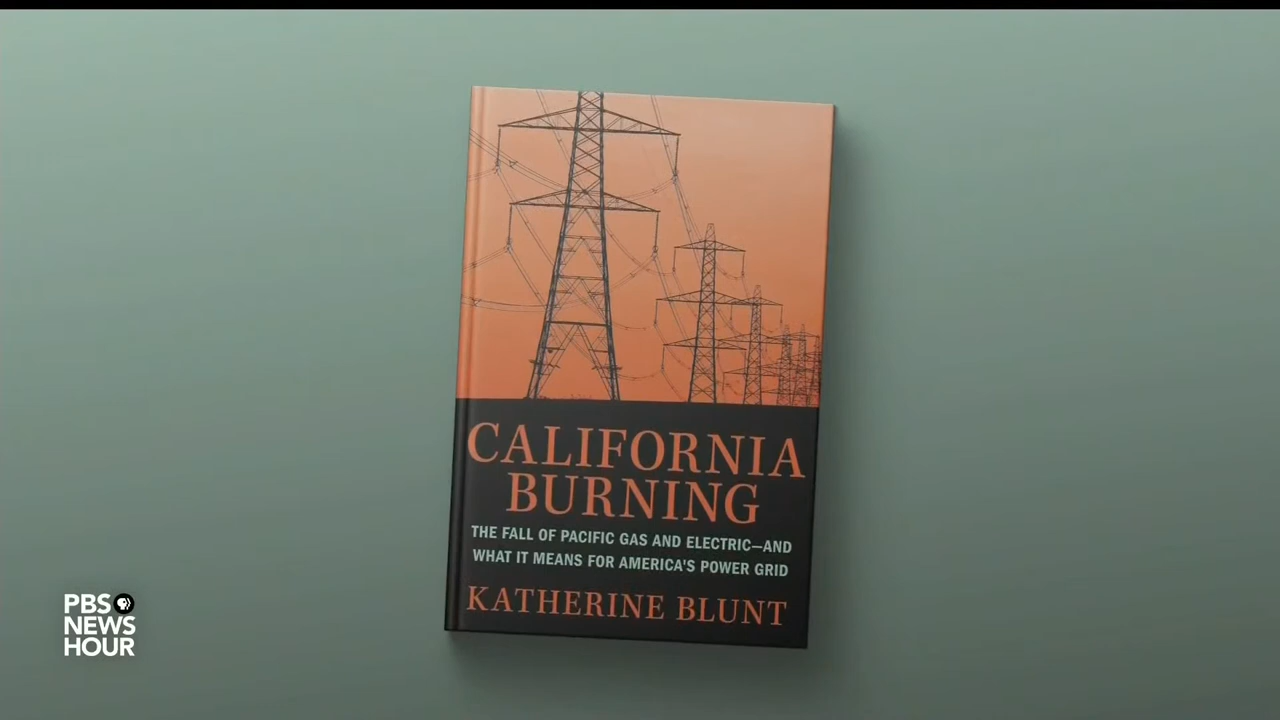 CALIFORNIA
BURNING
THE FALL OF PACIFIC GAS AND ELECTRIC—AND
WHAT IT MEANS FOR AMERICA'S POWER GRID
KATHERINE BLUNT
PBS
NEWS
HOUR